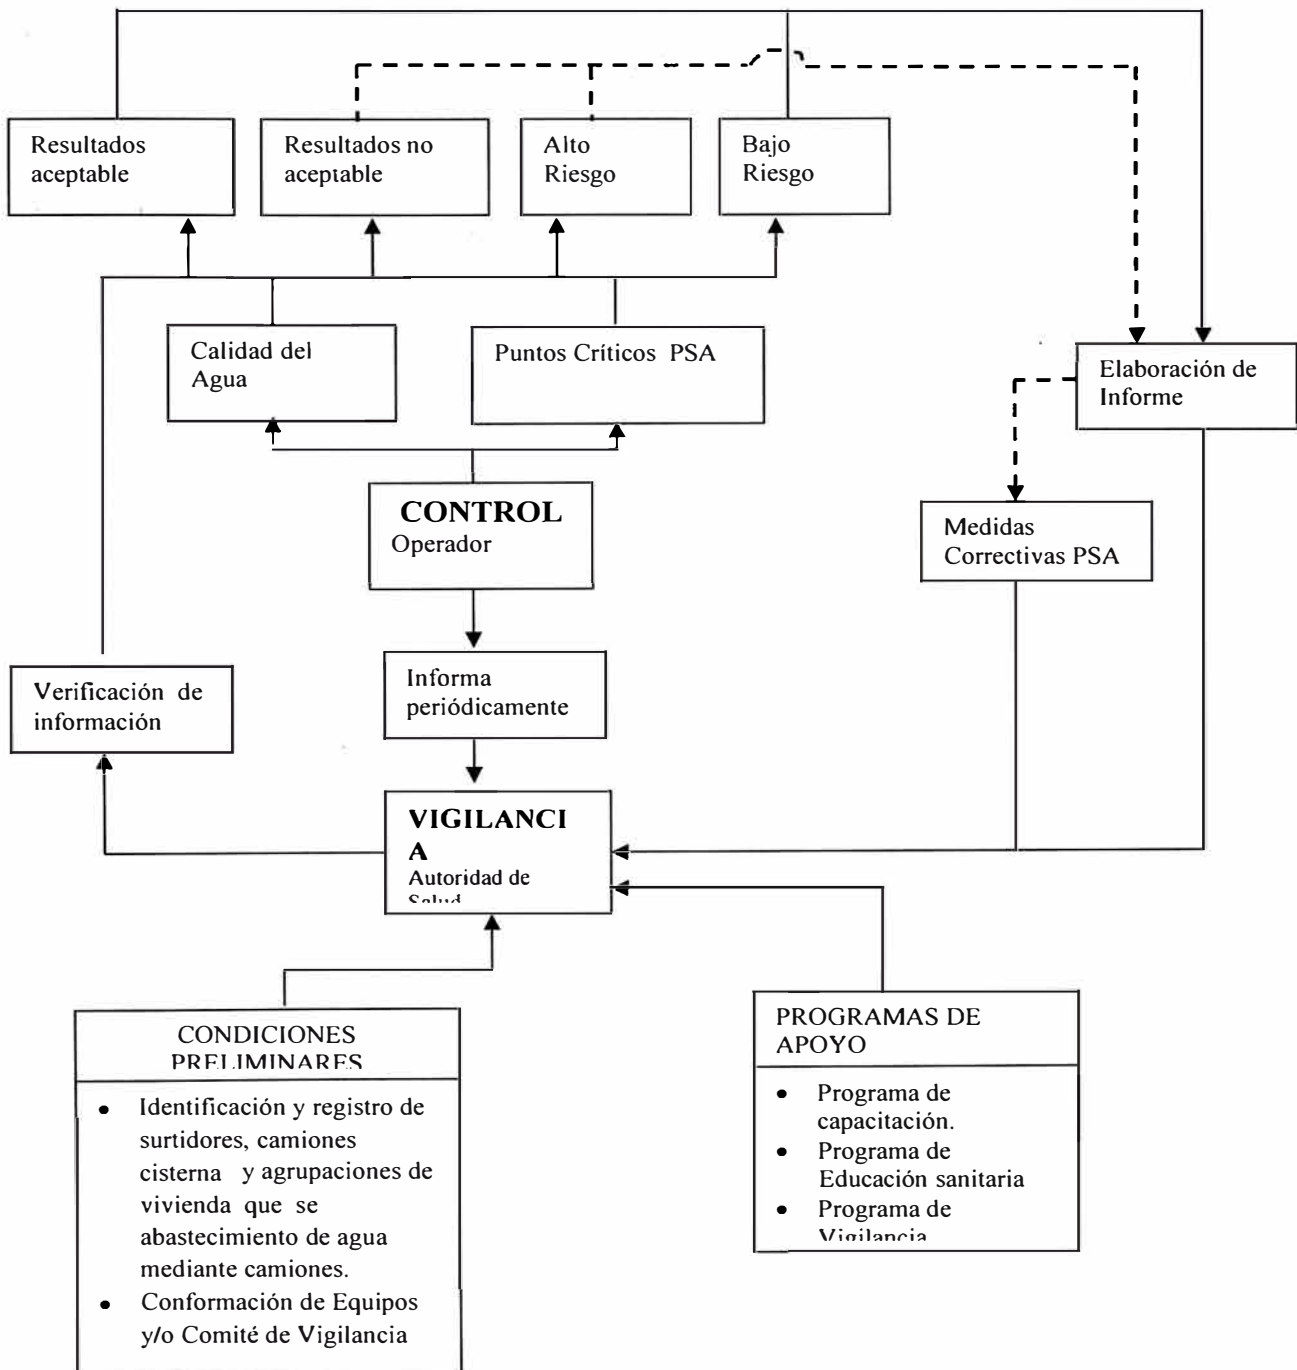 Resultados
aceptable
Resultados no
aceptable
Alto
Riesgo
Bajo
Riesgo
Calidad del
Agua
Puntos Críticos PSA
Elaboración de
Informe
CONTROL
Operador
Medidas
Correctivas PSA
Verificación de
información
Informa
periódicamente
VIGILANCI
A
Autoridad de
Salud
CONDICIONES
PRELIMINARES
• Identificación y registro de
surtidores, camiones
cisterna y agrupaciones de
vivienda que se
abastecimiento de agua
mediante camiones.
• Conformación de Equipos
y/o Comité de Vigilancia
PROGRAMAS DE
APOYO
• Programa de
capacitación.
• Programa de
Educación sanitaria
• Programa de
Vigilancia